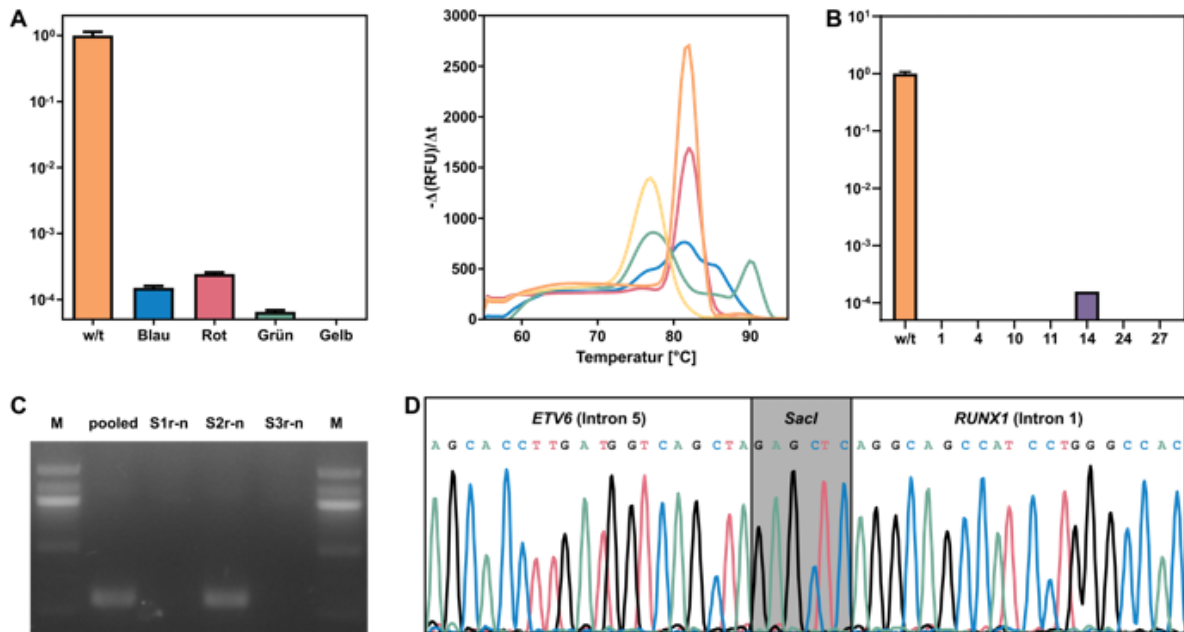 A
10⁰
10⁻¹
10⁻²
10⁻³
10⁻⁴
w/t Blau Rot Grün Gelb
3000
2500
2000
1500
1000
500
0
-Δ(RFU)/Δt
60 70 80 90
Temperatur [°C]
B
10¹
10⁰
10⁻¹
10⁻²
10⁻³
10⁻⁴
w/t 1 4 10 11 14 24 27
C
M pooled S1r-n S2r-n S3r-n M
D
ETV6 (Intron 5) SacI RUNX1 (Intron 1)
A G C A C C T T G A T G G T C A G C T A G A G C T C A G G C A G C C A T C C T G G G C C A C